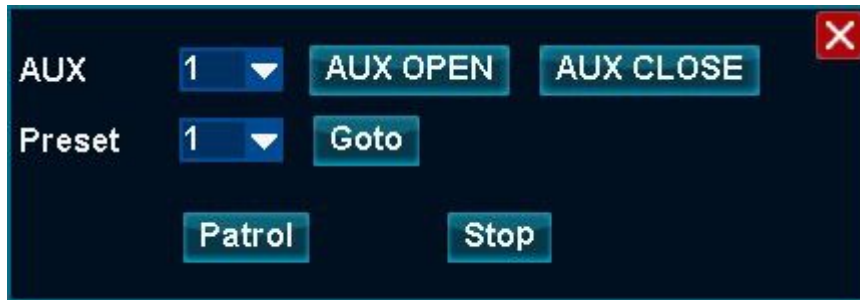 AUX 1 AUX OPEN AUX CLOSE
Preset 1 Goto
Patrol Stop